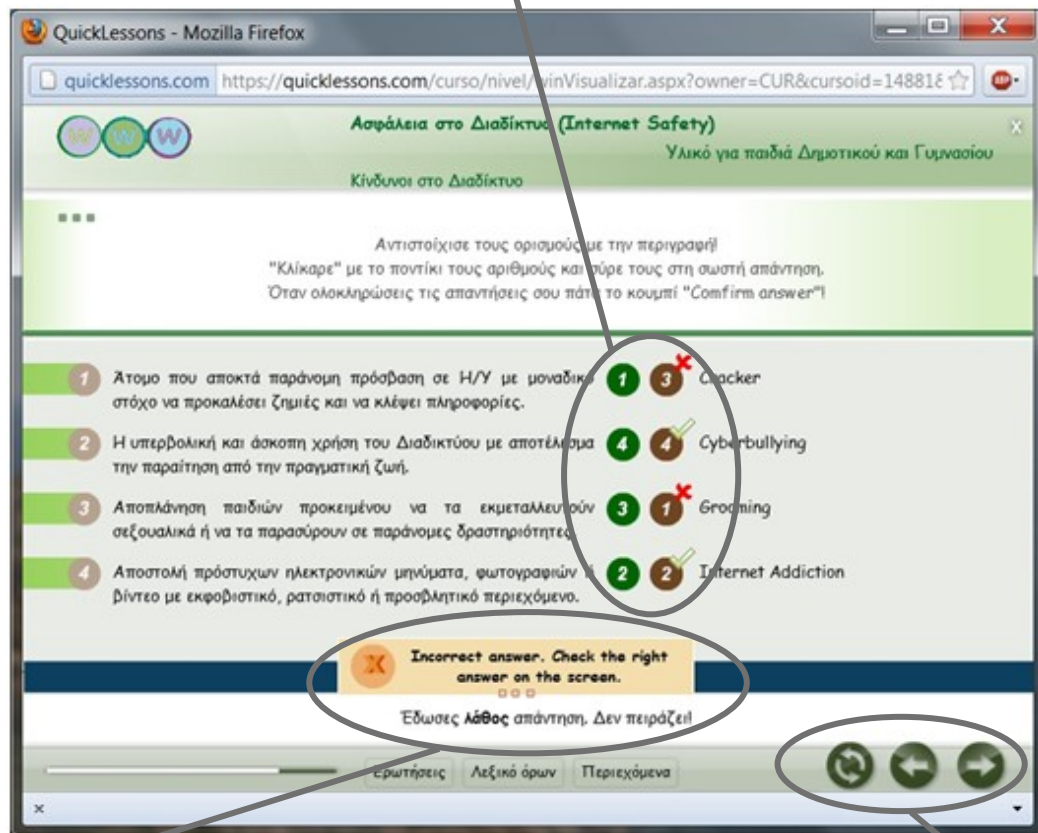 QuickLessons - Mozilla Firefox
quicklessons.com https://quicklessons.com/curso/nivel/winVisualizar.aspx?owner=CUR&cursoid=148818
ABP
WWW
Ασφάλεια στο Διαδίκτυο (Internet Safety)
Υλικό για παιδιά Δημοτικού και Γυμνασίου
Κίνδυνοι στο Διαδίκτυο
Αντιστοίχισε τους ορισμούς με την περιγραφή!
"Κλίκαρε" με το ποντίκι τους αριθμούς και σύρε τους στη σωστή απάντηση.
Όταν ολοκληρώσεις τις απαντήσεις σου πάτα το κουμπί "Comfirm answer"!
1 Άτομο που αποκτά παράνομη πρόσβαση σε Η/Υ με μοναδικό 1 3 Cracker
στόχο να προκαλέσει ζημιές και να κλέψει πληροφορίες.
2 Η υπερβολική και άσκοπη χρήση του Διαδικτύου με αποτέλεσμα 4 4 Cyberbullying
την παραίτηση από την πραγματική ζωή.
3 Αποπλάνηση παιδιών προκειμένου να τα εκμεταλλευτούν 3 1 Grooming
σεξουαλικά ή να τα παρασύρουν σε παράνομες δραστηριότητες.
4 Αποστολή πρόστυχων ηλεκτρονικών μηνύματα, φωτογραφιών ή 2 2 Internet Addiction
βίντεο με εκφοβιστικό, ρατσιστικό ή προσβλητικό περιεχόμενο.
Incorrect answer. Check the right
answer on the screen.
Έδωσες λάθος απάντηση. Δεν πειράζει!
Ερωτήσεις Λεξικό όρων Περιεχόμενα